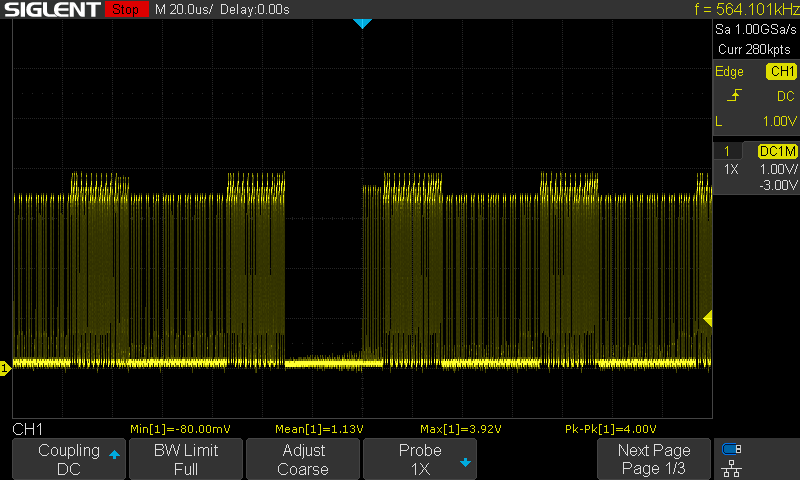 SIGLENT Stop M 20.0us/ Delay:0.00s f = 564.101kHz
Sa 1.00GSa/s
Curr 280kpts
Edge CH1
DC
L 1.00V
1 DC1M
1X 1.00V/
-3.00V
1
CH1 Min[1]=-80.00mV Mean[1]=1.13V Max[1]=3.92V Pk-Pk[1]=4.00V
Coupling BW Limit Adjust Probe Next Page
DC Full Coarse 1X Page 1/3